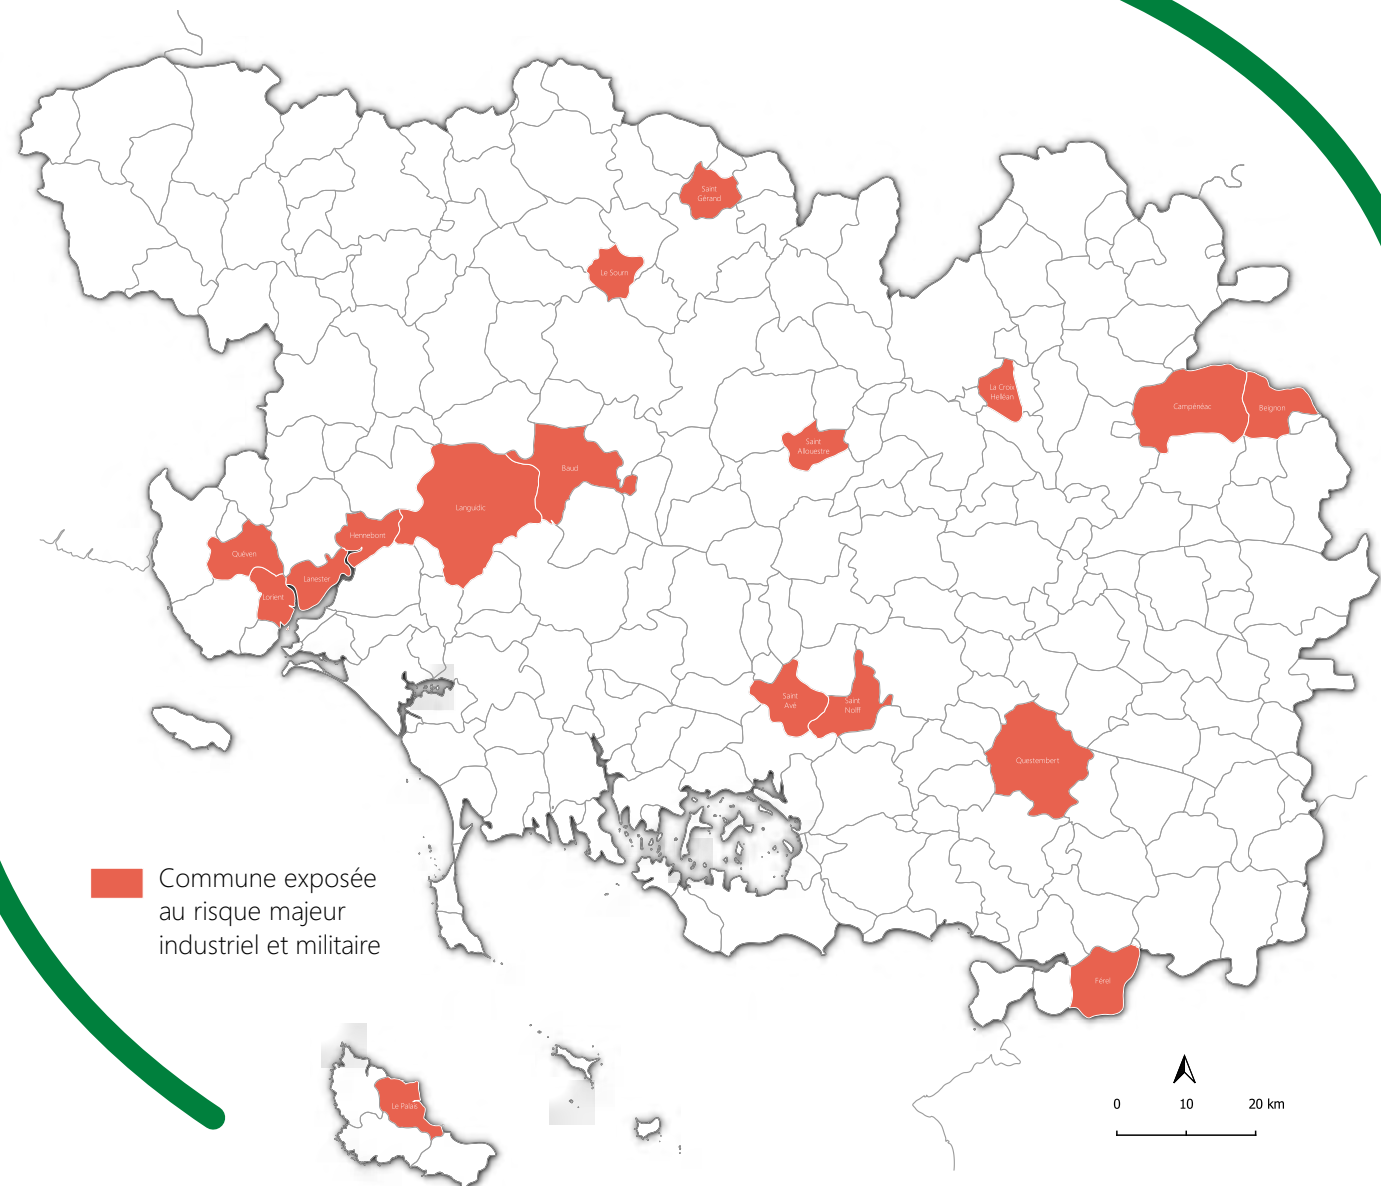 Saint
Gérand
Le Sourn
La Croix
Helléan
Campénéac
Beignon
Saint
Allouestre
Baud
Languidic
Hennebont
Quéven
Lanester
Lorient
Saint
Avé
Saint
Nolff
Questembert
Commune exposée
au risque majeur
industriel et militaire
Férel
Le Palais
0 10 20 km